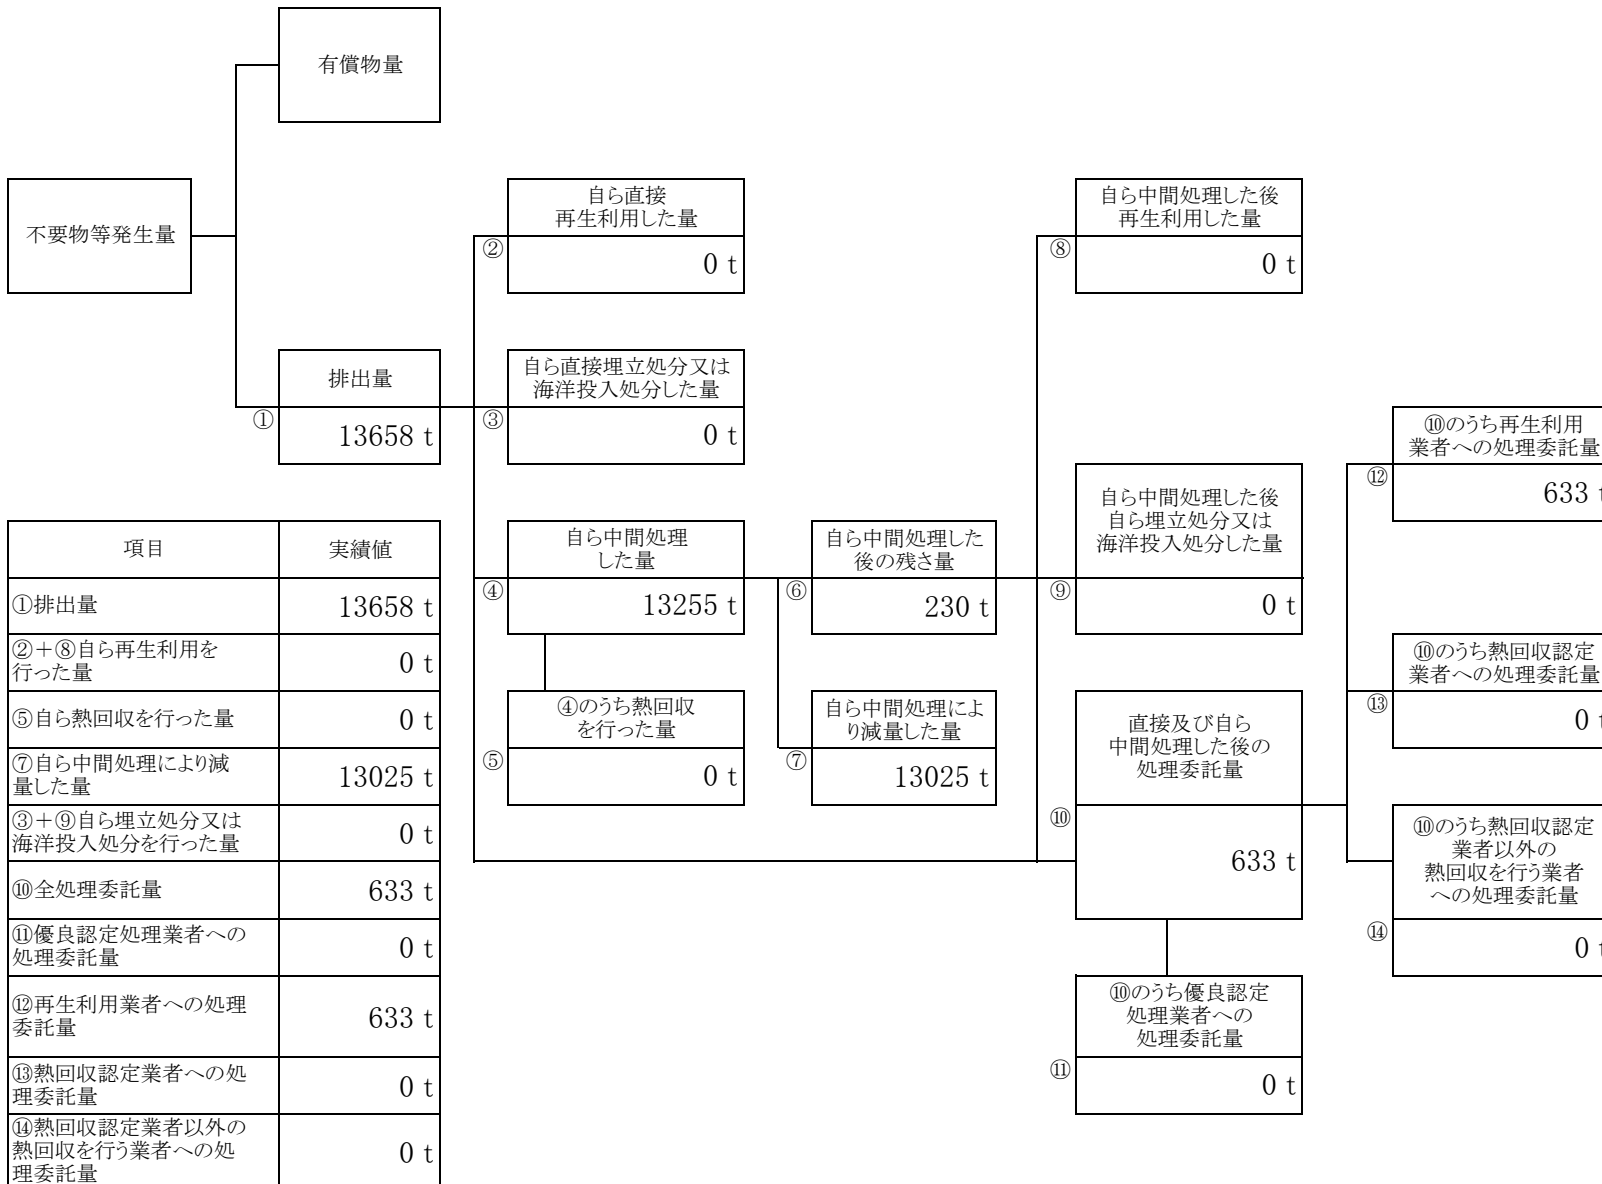 有償物量
不要物等発生量
排出量
①
13658 t
自ら直接
再生利用した量
②
0 t
自ら直接埋立処分又は
海洋投入処分した量
③
0 t
自ら中間処理
した量
④
13255 t
④のうち熱回収
を行った量
⑤
0 t
自ら中間処理した
後の残さ量
⑥
230 t
自ら中間処理によ
り減量した量
⑦
13025 t
自ら中間処理した後
再生利用した量
⑧
0 t
自ら中間処理した後
自ら埋立処分又は
海洋投入処分した量
⑨
0 t
直接及び自ら
中間処理した後の
処理委託量
⑩
633 t
⑩のうち優良認定
処理業者への
処理委託量
⑪
0 t
⑩のうち再生利用
業者への処理委託量
⑫
633 t
⑩のうち熱回収認定
業者への処理委託量
⑬
0 t
⑩のうち熱回収認定
業者以外の
熱回収を行う業者
への処理委託量
⑭
0 t
項目 実績値
①排出量 13658 t
②+⑧自ら再生利用を
行った量 0 t
⑤自ら熱回収を行った量 0 t
⑦自ら中間処理により減
量した量 13025 t
③+⑨自ら埋立処分又は
海洋投入処分を行った量 0 t
⑩全処理委託量 633 t
⑪優良認定処理業者への
処理委託量 0 t
⑫再生利用業者への処理
委託量 633 t
⑬熱回収認定業者への処
理委託量 0 t
⑭熱回収認定業者以外の
熱回収を行う業者への処
理委託量 0 t